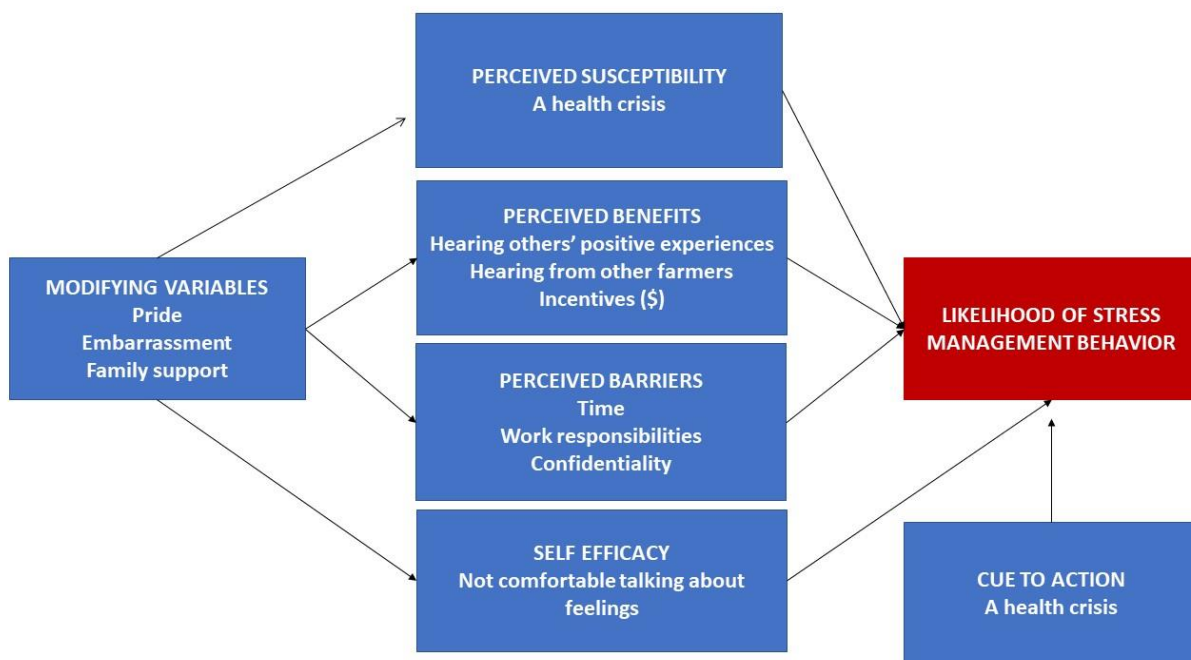 PERCEIVED SUSCEPTIBILITY
A health crisis
PERCEIVED BENEFITS
Hearing others’ positive experiences
Hearing from other farmers
Incentives ($)
MODIFYING VARIABLES
Pride
Embarrassment
Family support
LIKELIHOOD OF STRESS
MANAGEMENT BEHAVIOR
PERCEIVED BARRIERS
Time
Work responsibilities
Confidentiality
SELF EFFICACY
Not comfortable talking about
feelings
CUE TO ACTION
A health crisis